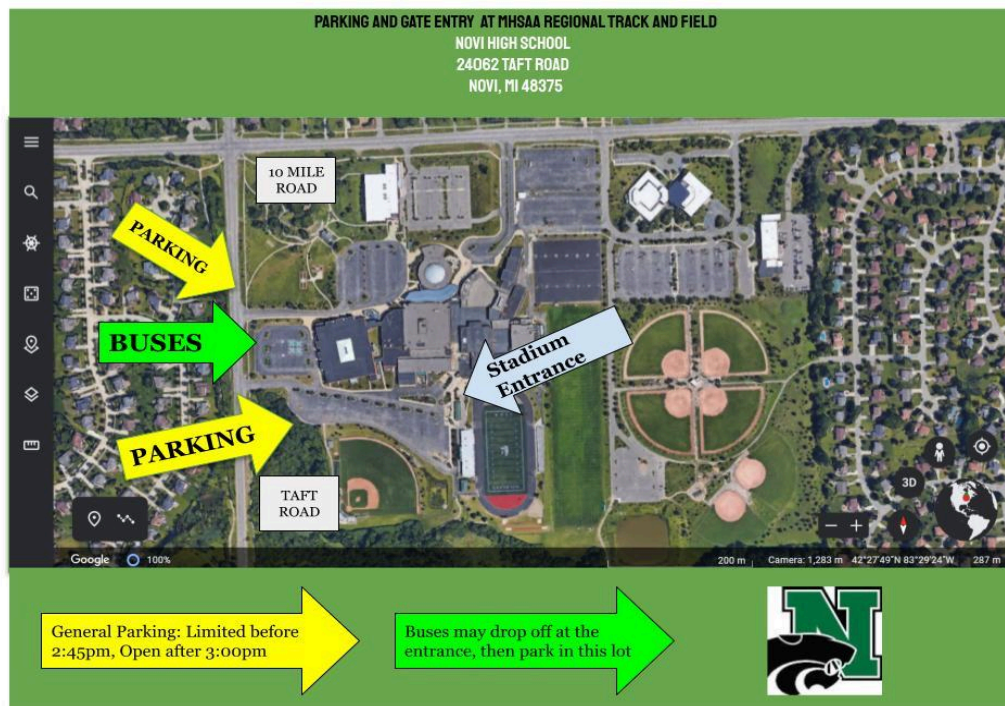 PARKING AND GATE ENTRY AT MHSAA REGIONAL TRACK AND FIELD
NOVI HIGH SCHOOL
24062 TAFT ROAD
NOVI, MI 48375
10 MILE
ROAD
PARKING
BUSES
Stadium
Entrance
PARKING
TAFT
ROAD
3D
Google
100%
200 m
Camera: 1,283 m 42°27'49"N 83°29'24"W 287 m
General Parking: Limited before
2:45pm, Open after 3:00pm
Buses may drop off at the
entrance, then park in this lot
N